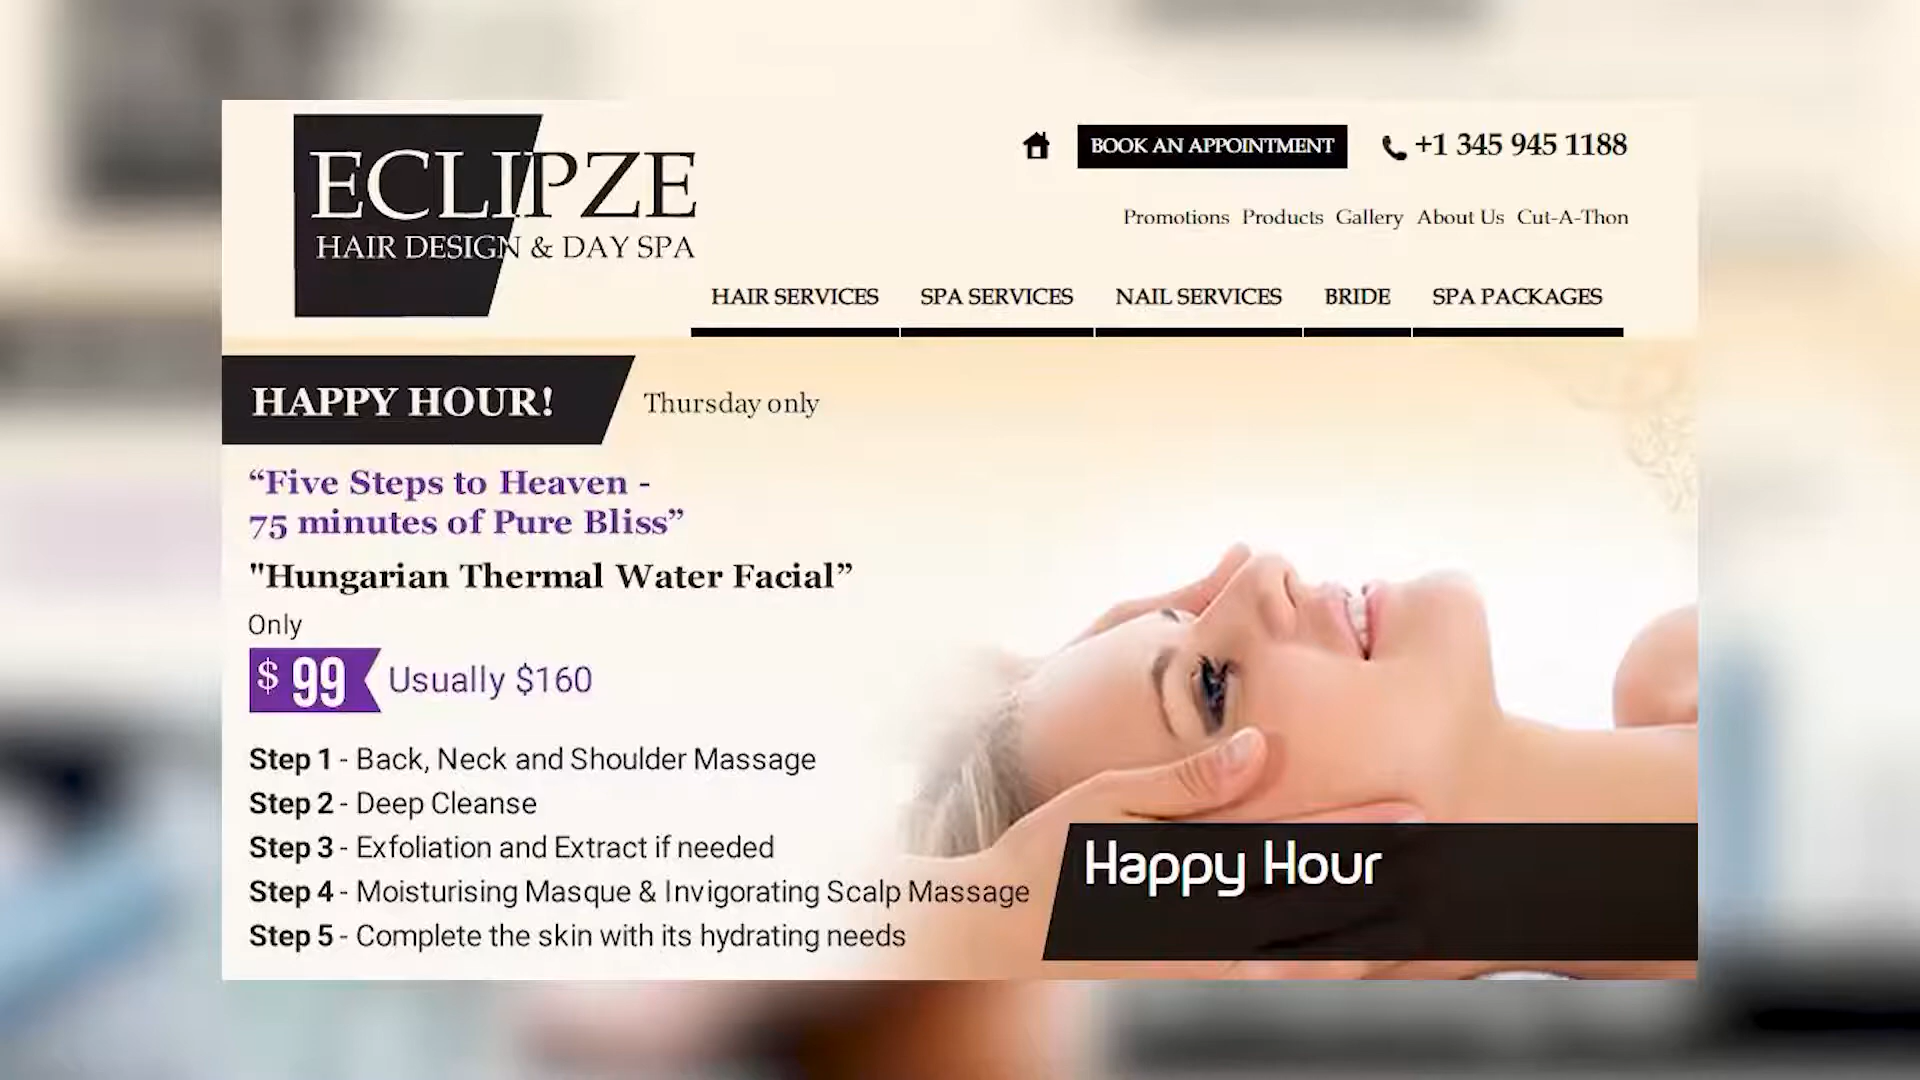 ECLIPZE
HAIR DESIGN & DAY SPA
BOOK AN APPOINTMENT
+1 345 945 1188
Promotions Products Gallery About Us Cut-A-Thon
HAIR SERVICES SPA SERVICES NAIL SERVICES BRIDE SPA PACKAGES
HAPPY HOUR! Thursday only
“Five Steps to Heaven -
75 minutes of Pure Bliss”
"Hungarian Thermal Water Facial”
Only
$ 99 Usually $160
Step 1 - Back, Neck and Shoulder Massage
Step 2 - Deep Cleanse
Step 3 - Exfoliation and Extract if needed
Step 4 - Moisturising Masque & Invigorating Scalp Massage
Step 5 - Complete the skin with its hydrating needs
Happy Hour